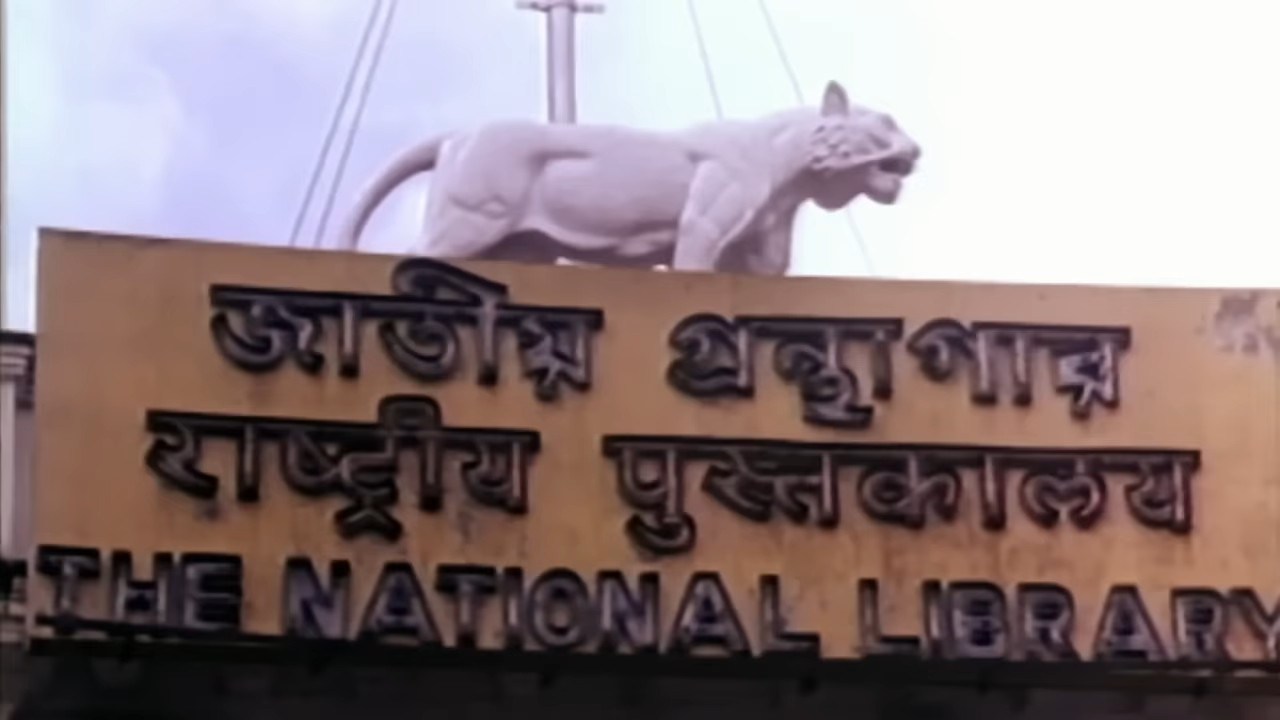 জাতীয় গ্রন্থাগার
राष्ट्रीय पुस्तकालय
THE NATIONAL LIBRARY